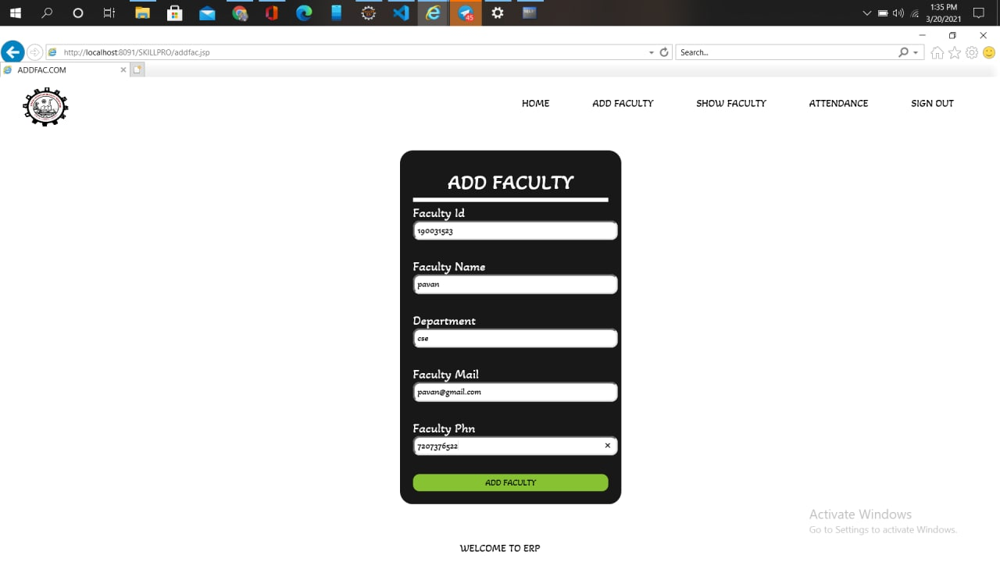 1:35 PM
45
3/20/2021
http://localhost:8091/SKILLPRO/addfac.jsp
Search...
ADDFAC.COM
HOME ADD FACULTY SHOW FACULTY ATTENDANCE SIGN OUT
ADD FACULTY
Faculty Id
190031523
Faculty Name
pavan
Department
cse
Faculty Mail
pavan@gmail.com
Faculty Phn
7207376522
ADD FACULTY
Activate Windows
Go to Settings to activate Windows.
WELCOME TO ERP